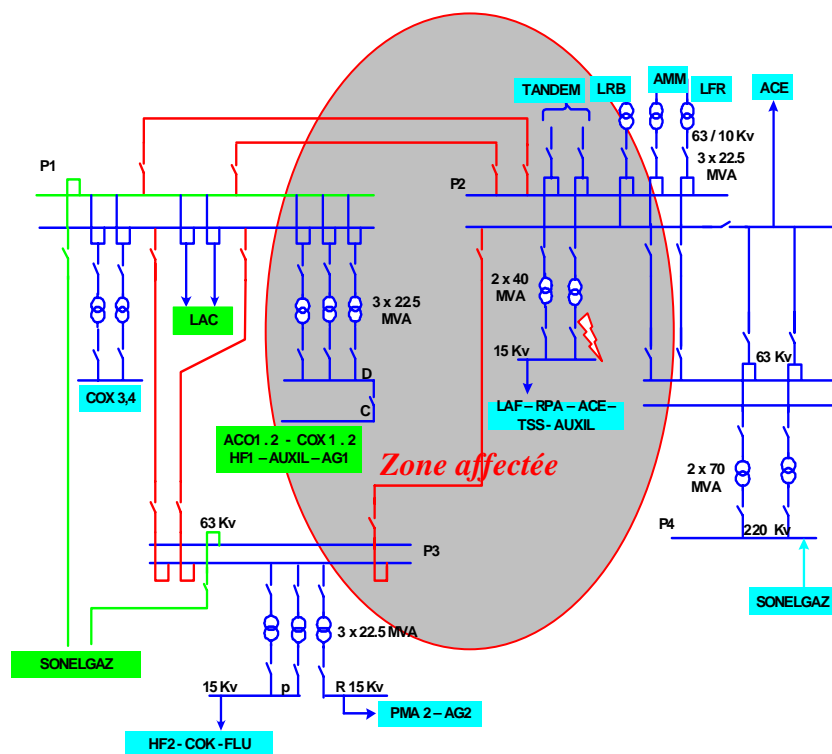 TANDEM
LRB
AMM
LFR
ACE
63 / 10 Kv
3 x 22.5
MVA
P1
P2
2 x 40
MVA
3 x 225
MVA
LAC
15 Kv
63 Kv
D
COX 3,4
C
LAF – RPA – ACE –
TSS - AUXIL
ACO1 . 2 - COX 1 . 2
HF1 – AUXIL – AG1
Zone affectée
2 x 70
MVA
63 Kv
P4
220 Kv
P3
SONELGAZ
3 x 22.5 MVA
SONELGAZ
15 Kv
p
R 15 Kv
PMA 2 – AG2
HF2 - COK - FLU